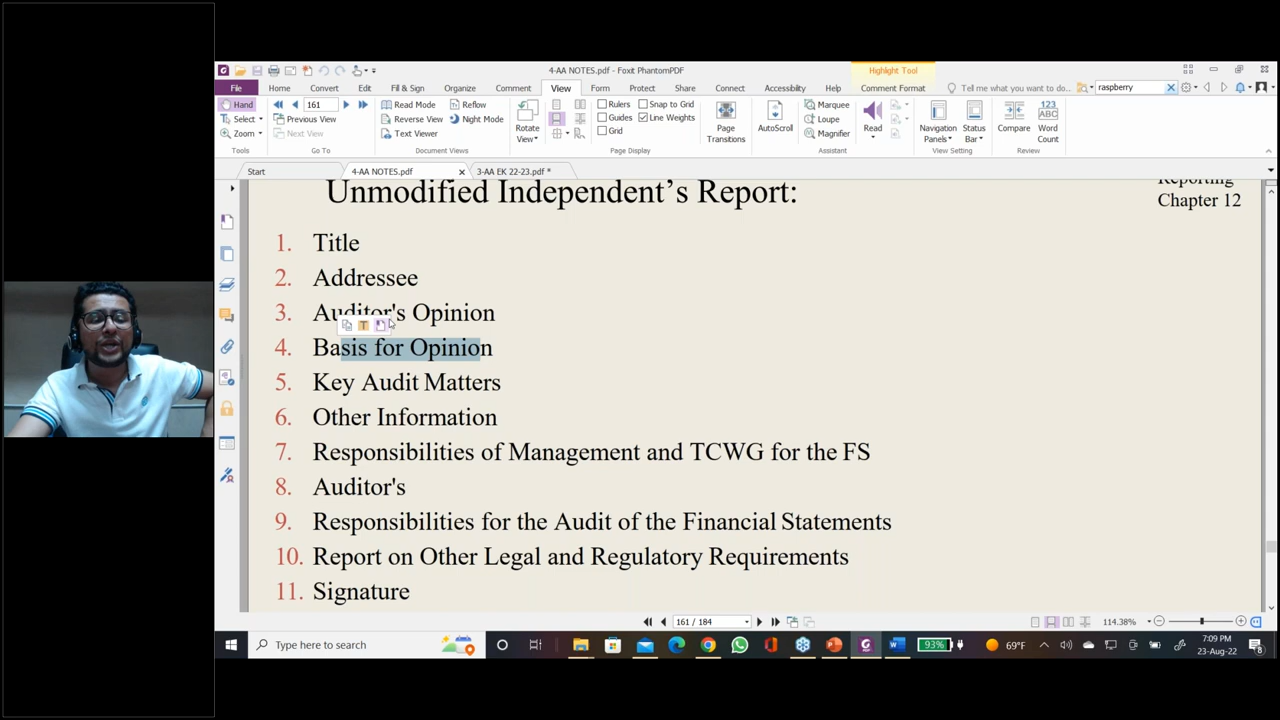 4-AA NOTES.pdf - Foxit PhantomPDF
Highlight Tool
File Home Convert Edit Fill & Sign Organize Comment View Form Protect Share Connect Accessibility Help Comment Format Tell me what you want to do... raspberry
Hand 161 Read Mode Reflow Rulers Snap to Grid Marquee
Select Previous View Reverse View Night Mode Guides Line Weights Loupe
Zoom Next View Text Viewer Grid Magnifier
Rotate View
Page Transitions
AutoScroll
Read
Navigation Panels
Status Bar
Compare
123 ABC
Word Count
Tools Go To Document Views Page Display Assistant View Setting Review
Start 4-AA NOTES.pdf 3-AA EK 22-23.pdf *
Reporting
Unmodified Independent's Report:
Chapter 12
1. Title
2. Addressee
3. Auditor's Opinion
4. Basis for Opinion
5. Key Audit Matters
6. Other Information
7. Responsibilities of Management and TCWG for the FS
8. Auditor's
9. Responsibilities for the Audit of the Financial Statements
10. Report on Other Legal and Regulatory Requirements
11. Signature
161 / 184 114.38%
Type here to search 93% 69°F 7:09 PM
23-Aug-22